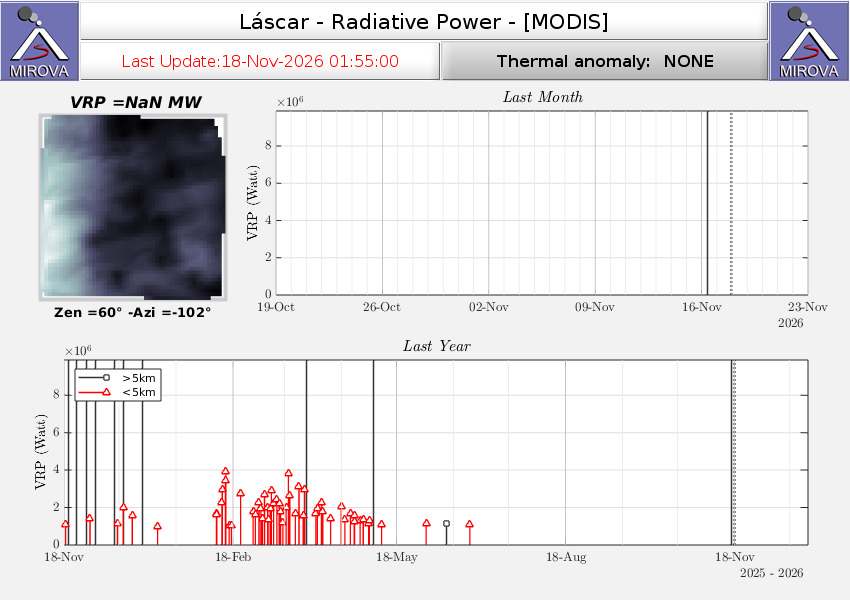 MIROVA
Láscar - Radiative Power - [MODIS]
MIROVA
Last Update:18-Nov-2026 01:55:00
Thermal anomaly: NONE
VRP =NaN MW
Zen =60° -Azi =-102°
Last Month
×10⁶
VRP (Watt)
8
6
4
2
0
19-Oct 26-Oct 02-Nov 09-Nov 16-Nov 23-Nov
2026
Last Year
×10⁶
VRP (Watt)
8
6
4
2
0
>5km
<5km
18-Nov 18-Feb 18-May 18-Aug 18-Nov
2025 - 2026